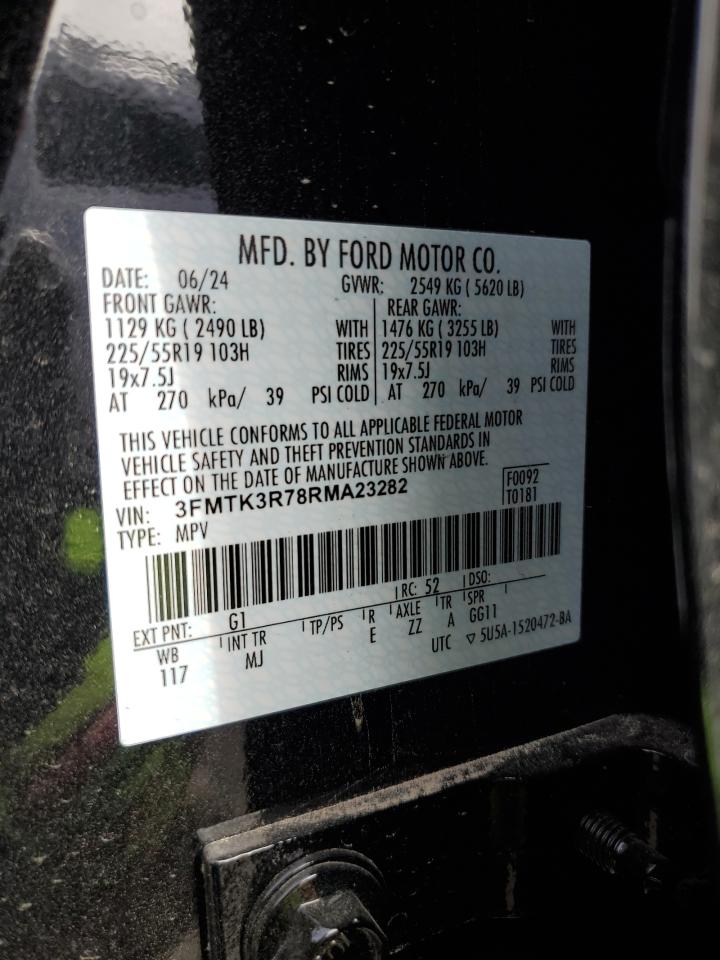 MFD. BY FORD MOTOR CO.
DATE: 06/24 GVWR: 2549 KG ( 5620 LB)
FRONT GAWR: REAR GAWR:
1129 KG ( 2490 LB) WITH 1476 KG ( 3255 LB) WITH
225/55R19 103H TIRES 225/55R19 103H TIRES
19x7.5J RIMS 19x7.5J RIMS
AT 270 kPa/ 39 PSI COLD AT 270 kPa/ 39 PSI COLD
THIS VEHICLE CONFORMS TO ALL APPLICABLE FEDERAL MOTOR
VEHICLE SAFETY AND THEFT PREVENTION STANDARDS IN
EFFECT ON THE DATE OF MANUFACTURE SHOWN ABOVE.
F0092
VIN: 3FMTK3R78RMA23282 T0181
TYPE: MPV
EXT PNT: G1 RC: 52 DSO:
WB INT TR TP/PS R AXLE TR SPR
117 MJ E ZZ A GG11
UTC ▽ 5U5A-1520472-BA